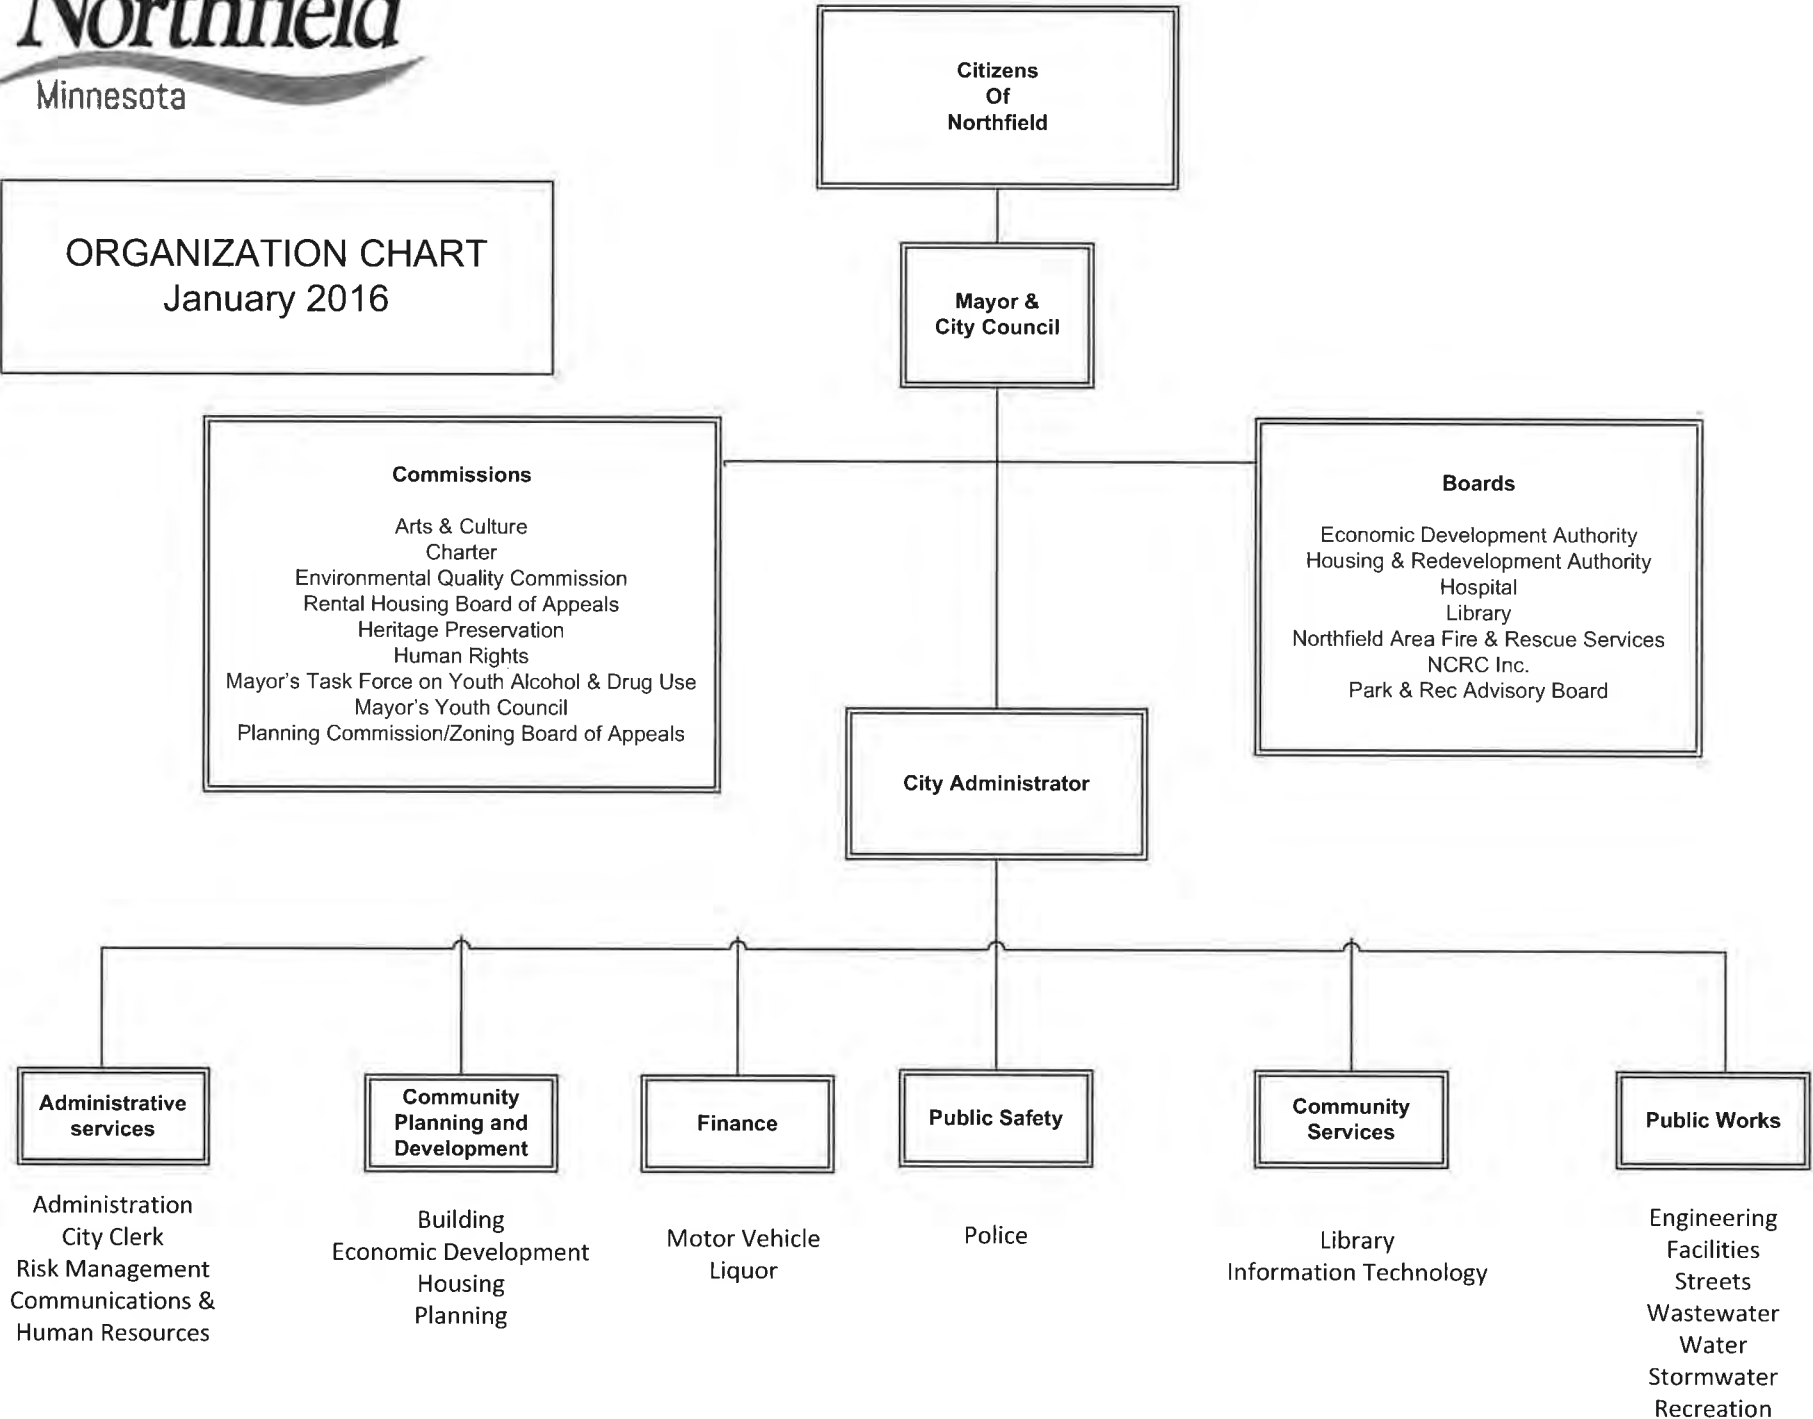 Northfield
Minnesota
ORGANIZATION CHART
January 2016
Citizens
Of
Northfield
Mayor &
City Council
Commissions
Arts & Culture
Charter
Environmental Quality Commission
Rental Housing Board of Appeals
Heritage Preservation
Human Rights
Mayor's Task Force on Youth Alcohol & Drug Use
Mayor's Youth Council
Planning Commission/Zoning Board of Appeals
Boards
Economic Development Authority
Housing & Redevelopment Authority
Hospital
Library
Northfield Area Fire & Rescue Services
NCRC Inc.
Park & Rec Advisory Board
City Administrator
Administrative
services
Administration
City Clerk
Risk Management
Communications &
Human Resources
Community
Planning and
Development
Building
Economic Development
Housing
Planning
Finance
Motor Vehicle
Liquor
Public Safety
Police
Community
Services
Library
Information Technology
Public Works
Engineering
Facilities
Streets
Wastewater
Water
Stormwater
Recreation